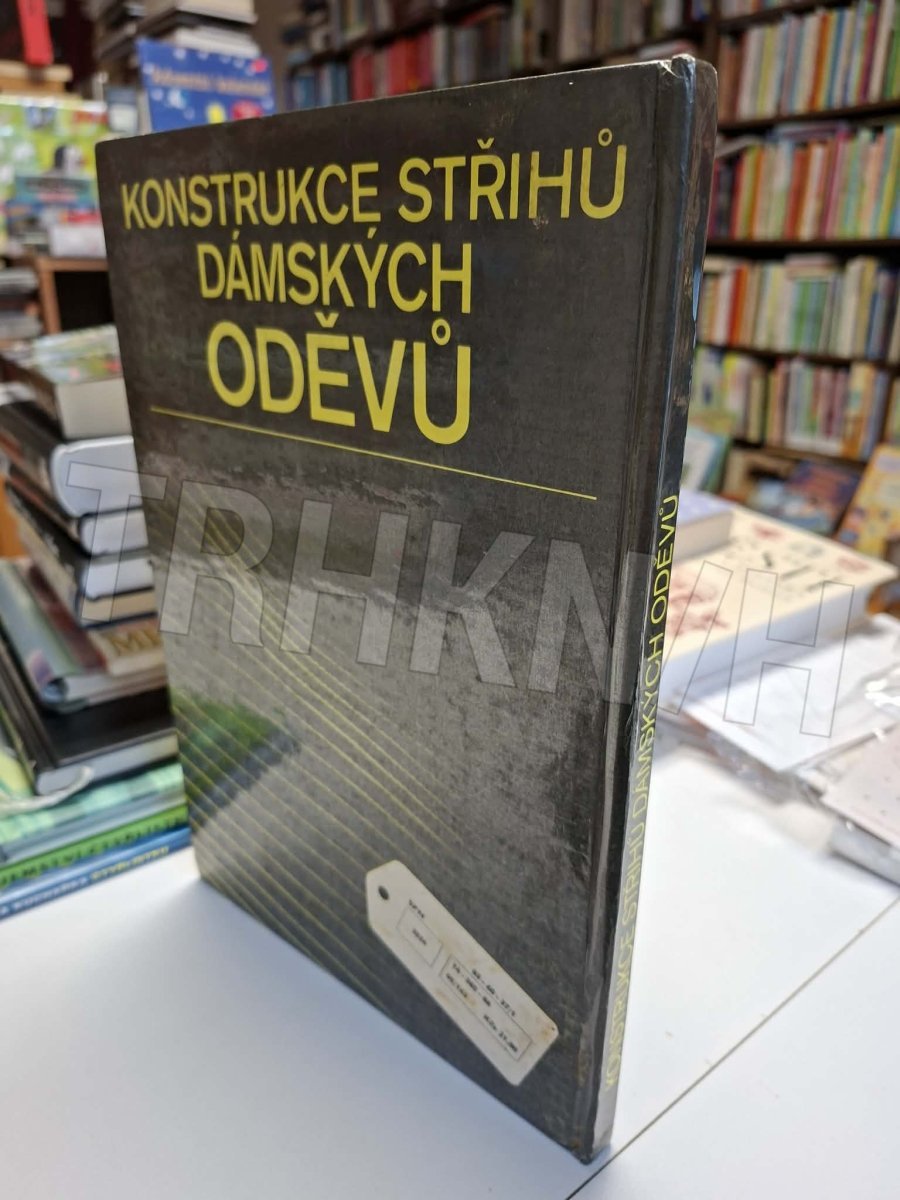 KONSTRUKCE STŘIHŮ
DÁMSKÝCH
ODĚVŮ
TRHKNIH
KONSTRUKCE STŘIHŮ DÁMSKÝCH ODĚVŮ